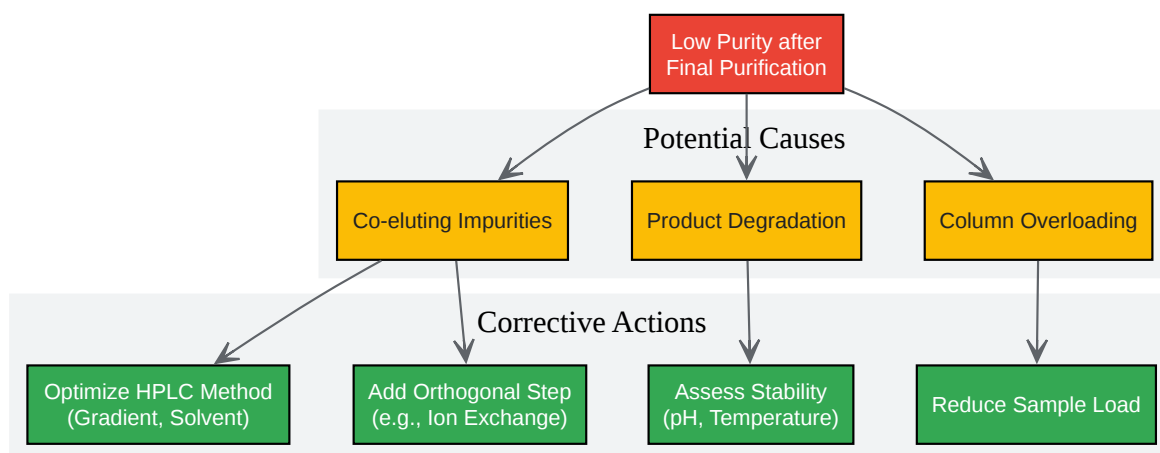 Low Purity after
Final Purification
Potential Causes
Co-eluting Impurities
Product Degradation
Column Overloading
Corrective Actions
Optimize HPLC Method
(Gradient, Solvent)
Add Orthogonal Step
(e.g., Ion Exchange)
Assess Stability
(pH, Temperature)
Reduce Sample Load